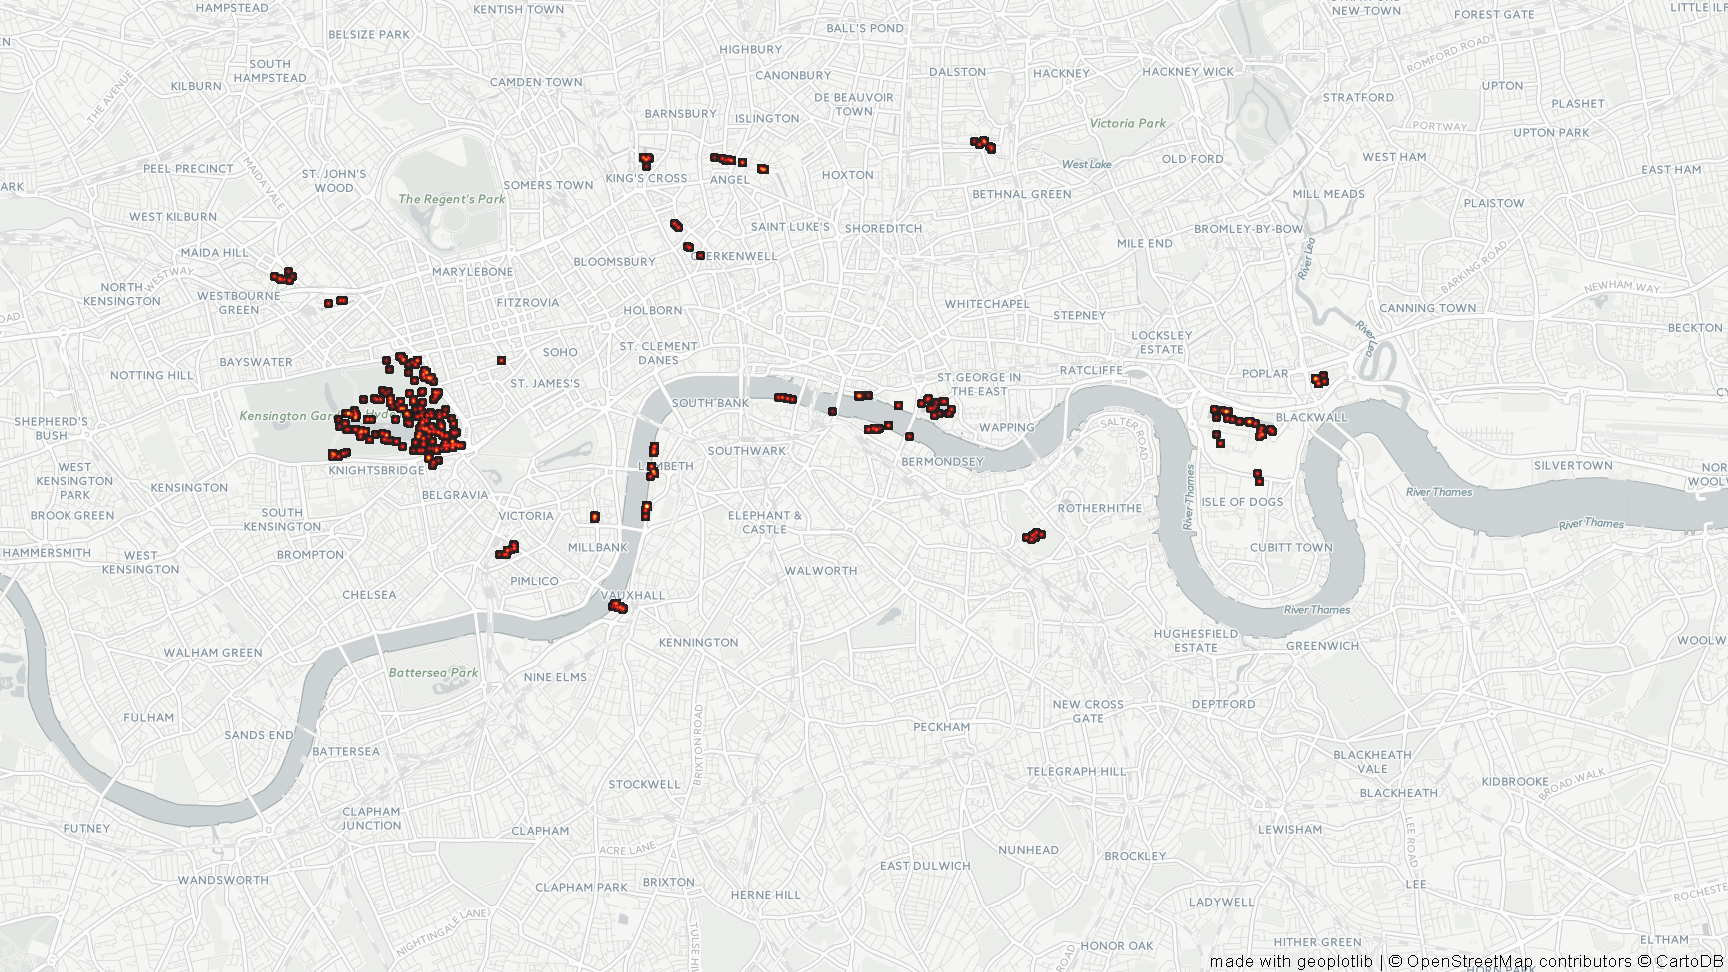 HAMPSTEAD
KENTISH TOWN
NEW TOWN
FOREST GATE
LITTLE ILF
BELSIZE PARK
BALL'S POND
HIGHBURY
ROMFORD ROAD
SOUTH
HAMPSTEAD
CAMDEN TOWN
CANONBURY
DALSTON
HACKNEY
HACKNEY WICK
THE AVENUE
KILBURN
DE BEAUVOIR
TOWN
STRATFORD
UPTON
PLASHET
BARNSBURY
ISLINGTON
Victoria Park
PORTWAY
UPTON PARK
PEEL PRECINCT
MAIDA VALE
ST. JOHN'S
WOOD
West Lake
OLD FORD
WEST HAM
EAST HAM
ARK
SOMERS TOWN
KING'S CROSS
ANGEL
HOXTON
The Regent's Park
BETHNAL GREEN
MILL MEADS
PLAISTOW
WEST KILBURN
SAINT LUKE'S
SHOREDITCH
BROMLEY-BY-BOW
MILE END
MAIDA HILL
BLOOMSBURY
ERKENWELL
River Lea
BARKING ROAD
MARYLEBONE
WESTWAY
NORTH
KENSINGTON
WESTBOURNE
GREEN
FITZROVIA
HOLBORN
WHITECHAPEL
STEPNEY
CANNING TOWN
NEWHAM WAY
ROAD
BECKTON
LOCKSLEY
ESTATE
River Lea
SOHO
ST. CLEMENT
DANES
BAYSWATER
NOTTING HILL
ST. JAMES'S
ST.GEORGE IN
THE-EAST
RATCLIFFE
POPLAR
SOUTH BANK
Kensington Gar
Hyde
SHEPHERD'S
BUSH
WAPPING
SALTER ROAD
BLACKWALL
KNIGHTSBRIDGE
LAMBETH
SOUTHWARK
BERMONDSEY
SILVERTOWN
WEST
KENSINGTON
PARK
KENSINGTON
BELGRAVIA
River Thames
River Thames
NOR
WOOLW
BROOK GREEN
SOUTH
KENSINGTON
VICTORIA
ELEPHANT &
CASTLE
ROTHERHITHE
ISLE OF DOGS
River Thames
HAMMERSMITH
WEST
KENSINGTON
BROMPTON
MILLBANK
CUBITT TOWN
WALWORTH
CHELSEA
PIMLICO
VAUXHALL
River Thames
WALHAM GREEN
KENNINGTON
HUGHESFIELD
ESTATE
GREENWICH
WOOLW
Battersea Park
NINE ELMS
FULHAM
SANDS END
BATTERSEA
BRIXTON ROAD
PECKHAM
NEW CROSS
GATE
DEPTFORD
STOCKWELL
TELEGRAPH HILL
BLACKHEATH
VALE
KIDBROOKE
BROAD WALK
BLACKHEATH
CLAPHAM
JUNCTION
CLAPHAM
ACRE LANE
LEWISHAM
LEE ROAD
NUNHEAD
BROCKLEY
WANDSWORTH
CLAPHAM PARK
BRIXTON
HERNE HILL
EAST DULWICH
LEE
ROCHESTE
NIGHTINGALE LANE
LADYWELL
TULSE HI
HONOR OAK
ROAD
HITHER GREEN
ELTHAM
made with geoplotlib | © OpenStreetMap contributors © CartoDB